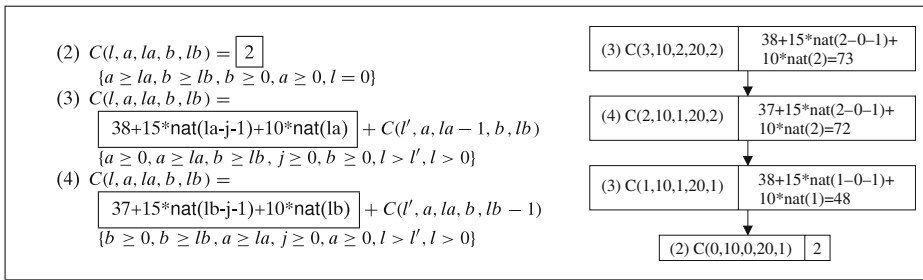 (2) C(l, a, la, b, lb) = 2
{a ≥ la, b ≥ lb, b ≥ 0, a ≥ 0, l = 0}
(3) C(l, a, la, b, lb) =
38+15*nat(la-j-1)+10*nat(la) + C(l′, a, la − 1, b, lb)
{a ≥ 0, a ≥ la, b ≥ lb, j ≥ 0, b ≥ 0, l > l′, l > 0}
(4) C(l, a, la, b, lb) =
37+15*nat(lb-j-1)+10*nat(lb) + C(l′, a, la, b, lb − 1)
{b ≥ 0, b ≥ lb, a ≥ la, j ≥ 0, a ≥ 0, l > l′, l > 0}
(3) C(3,10,2,20,2)
38+15*nat(2–0–1)+
10*nat(2)=73
(4) C(2,10,1,20,2)
37+15*nat(2–0–1)+
10*nat(2)=72
(3) C(1,10,1,20,1)
38+15*nat(1–0–1)+
10*nat(1)=48
(2) C(0,10,0,20,1) 2